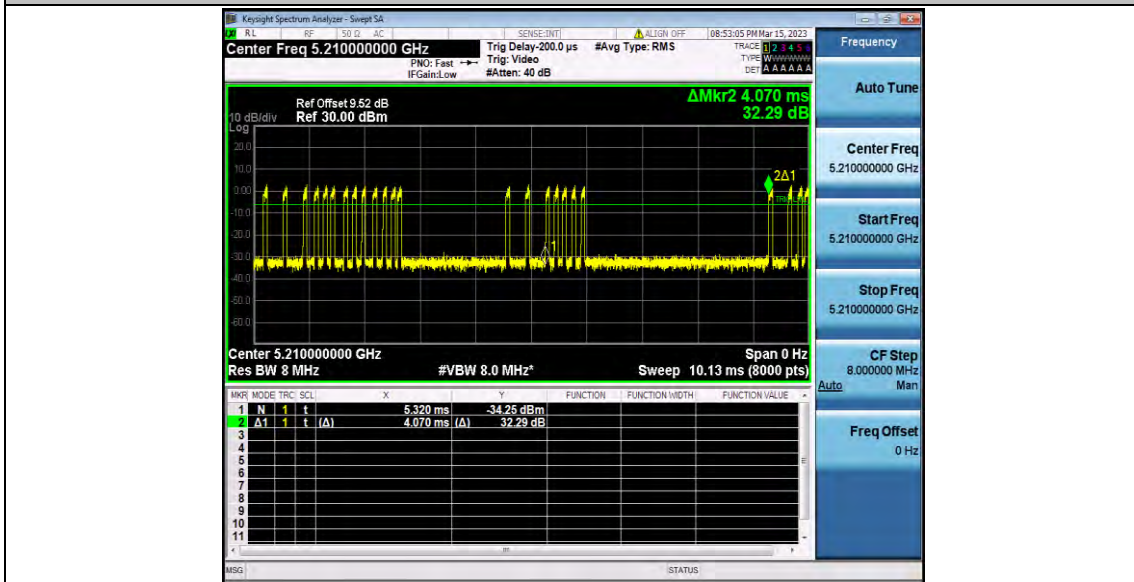 Keysight Spectrum Analyzer - Swept SA
RL RF 50 Ω AC SENSE:INT ALIGN OFF 08:53:05 PM Mar 15, 2023
Center Freq 5.210000000 GHz
PNO: Fast
IFGain:Low
Trig Delay-200.0 µs
Trig: Video
#Atten: 40 dB
#Avg Type: RMS
TRACE 1 2 3 4 5 6
TYPE
DET A A A A A A
Frequency
Auto Tune
Center Freq
5.210000000 GHz
Start Freq
5.210000000 GHz
Stop Freq
5.210000000 GHz
CF Step
8.000000 MHz
Auto Man
Freq Offset
0 Hz
ΔMkr2 4.070 ms
32.29 dB
Ref Offset 9.52 dB
10 dB/div Ref 30.00 dBm
Log
20.0
10.0
0.00
-10.0
-20.0
-30.0
-40.0
-50.0
-60.0
2Δ1
1
Center 5.210000000 GHz Span 0 Hz
Res BW 8 MHz #VBW 8.0 MHz* Sweep 10.13 ms (8000 pts)
MKR MODE TRC SCL X Y FUNCTION FUNCTION WIDTH FUNCTION VALUE
1 N 1 t 5.320 ms -34.25 dBm
2 Δ1 1 t (Δ) 4.070 ms (Δ) 32.29 dB
3
4
5
6
7
8
9
10
11
MSG STATUS